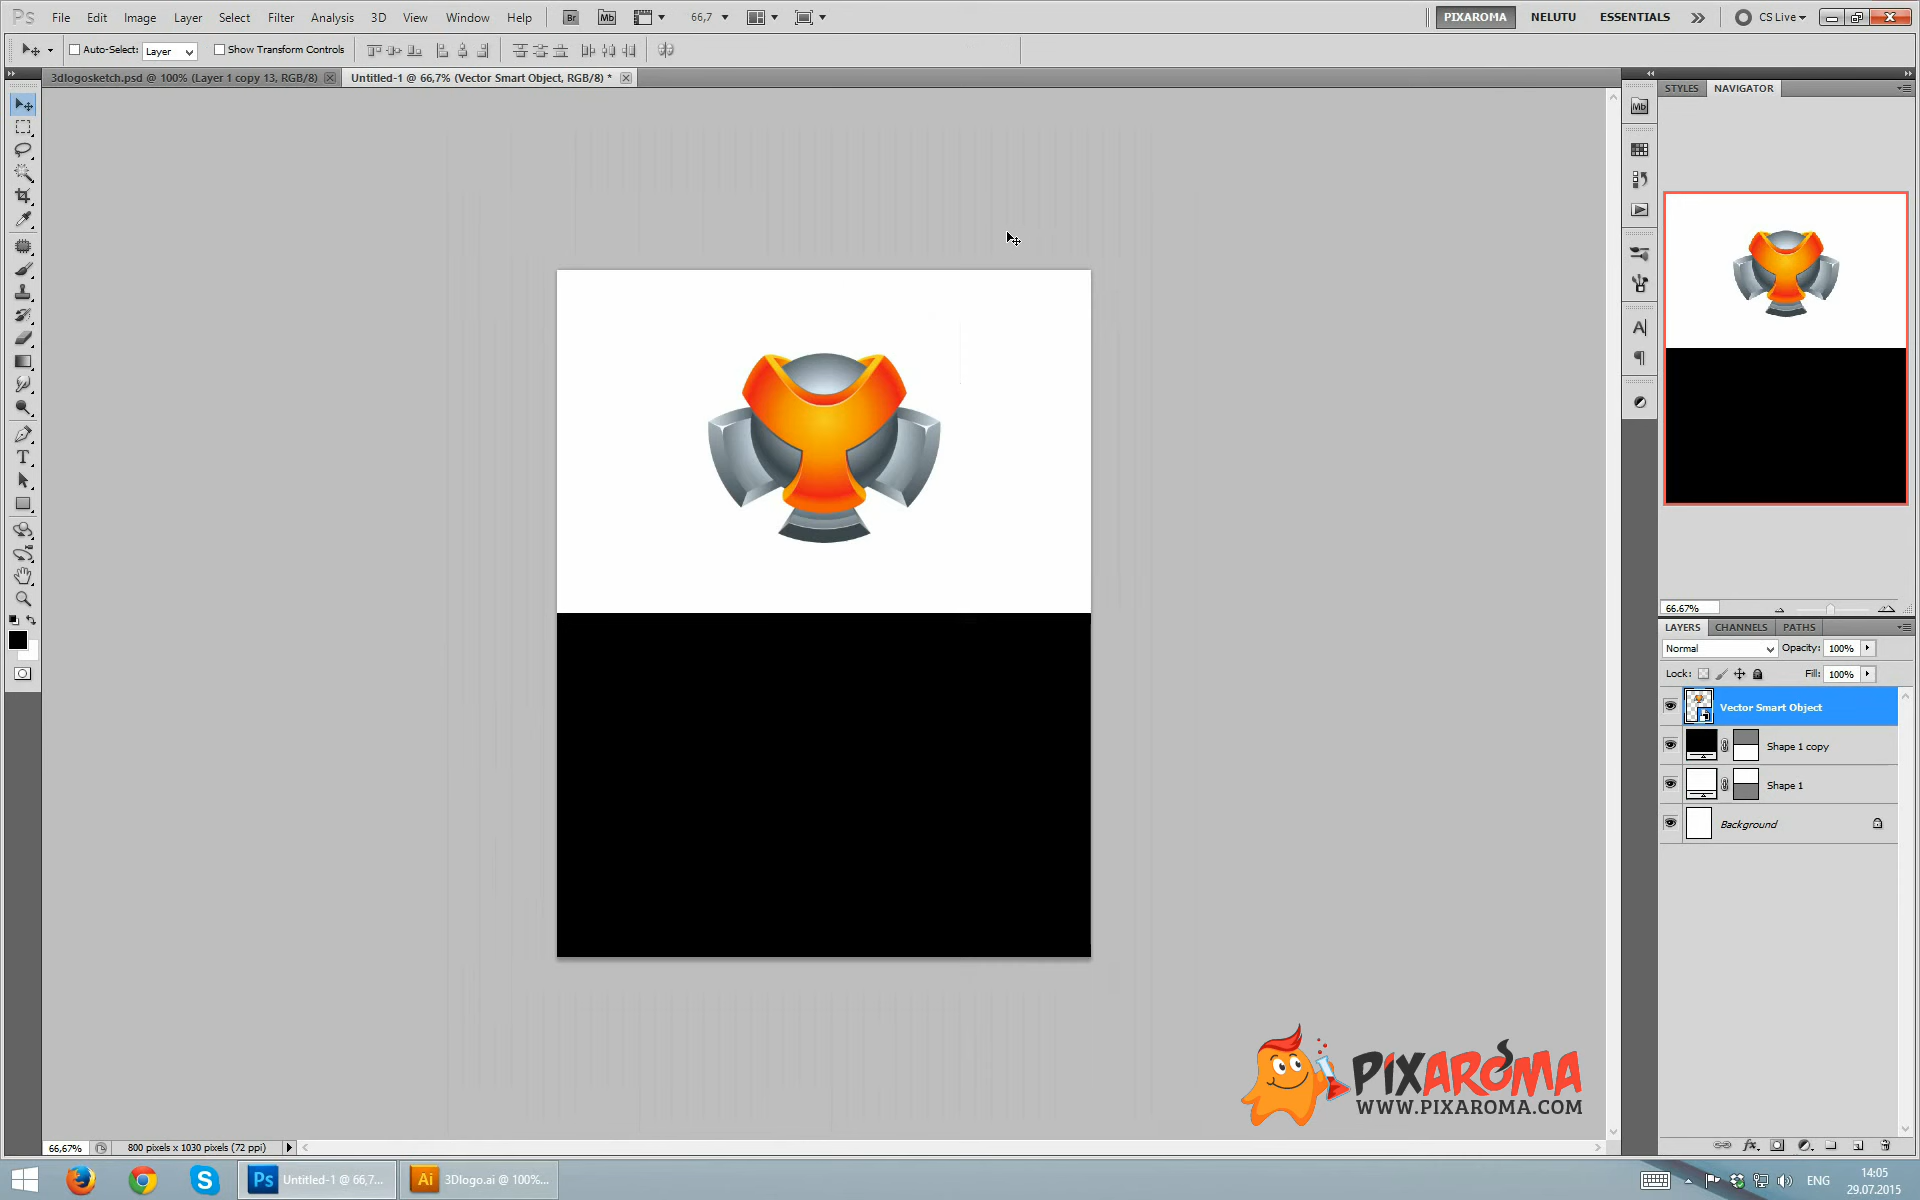 Ps File Edit Image Layer Select Filter Analysis 3D View Window Help Br Mb 66,7 PIXAROMA NELUTU ESSENTIALS CS Live
Auto-Select: Layer Show Transform Controls
3dlogosketch.psd @ 100% (Layer 1 copy 13, RGB/8) Untitled-1 @ 66,7% (Vector Smart Object, RGB/8) *
STYLES NAVIGATOR
Mb
66.67%
LAYERS CHANNELS PATHS
Normal Opacity: 100%
Lock: Fill: 100%
Vector Smart Object
Shape 1 copy
Shape 1
Background
PIXAROMA
WWW.PIXAROMA.COM
66,67% 800 pixels x 1030 pixels (72 ppi)
Ps Untitled-1 @ 66,7... Ai 3Dlogo.ai @ 100%... ENG 14:05
29.07.2015